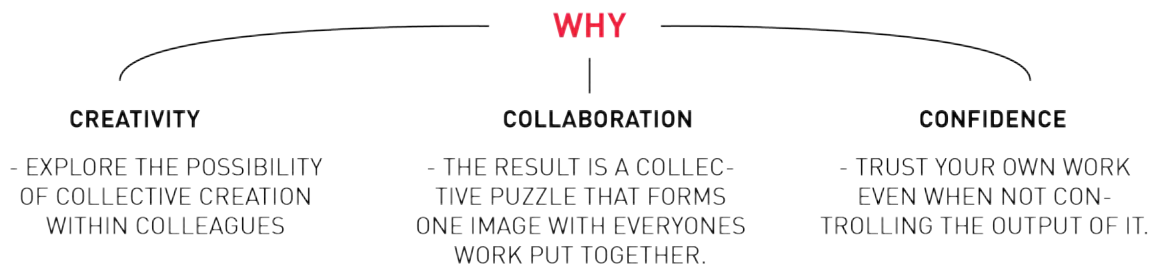 WHY
CREATIVITY
- EXPLORE THE POSSIBILITY
OF COLLECTIVE CREATION
WITHIN COLLEAGUES
COLLABORATION
- THE RESULT IS A COLLEC-
TIVE PUZZLE THAT FORMS
ONE IMAGE WITH EVERYONES
WORK PUT TOGETHER.
CONFIDENCE
- TRUST YOUR OWN WORK
EVEN WHEN NOT CON-
TROLLING THE OUTPUT OF IT.